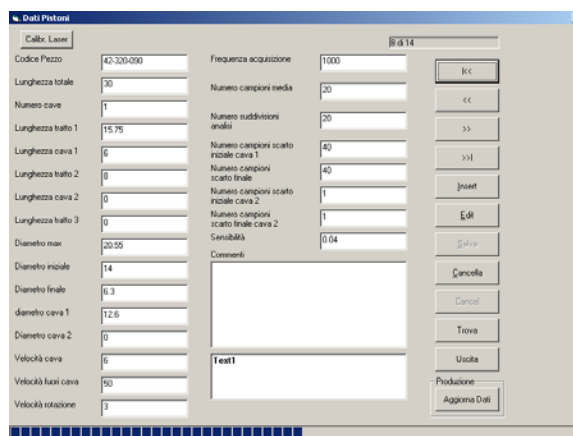 Dati Pistoni
Calibr. Laser
8 di 14
Codice Pezzo 42-320-090
Lunghezza totale 30
Numero cave 1
Lunghezza tratto 1 15.75
Lunghezza cava 1 6
Lunghezza tratto 2 0
Lunghezza cava 2 0
Lunghezza tratto 3 0
Diametro max 20.55
Diametro iniziale 14
Diametro finale 6.3
diametro cava 1 12.6
Diametro cava 2 0
Velocità cava 6
Velocità fuori cava 50
Velocità rotazione 3
Frequenza acquisizione 1000
Numero campioni media 20
Numero suddivisioni
analisi 20
Numero campioni scarto
iniziale cava 1 40
Numero campioni
scarto finale 40
Numero campioni scarto
iniziale cava 2 1
Numero campioni
scarto finale cava 2 1
Sensibilità 0.04
Commenti
Text1
|<<
<<
>>
>>|
Insert
Edit
Salva
Cancella
Cancel
Trova
Uscita
Produzione
Aggiorna Dati